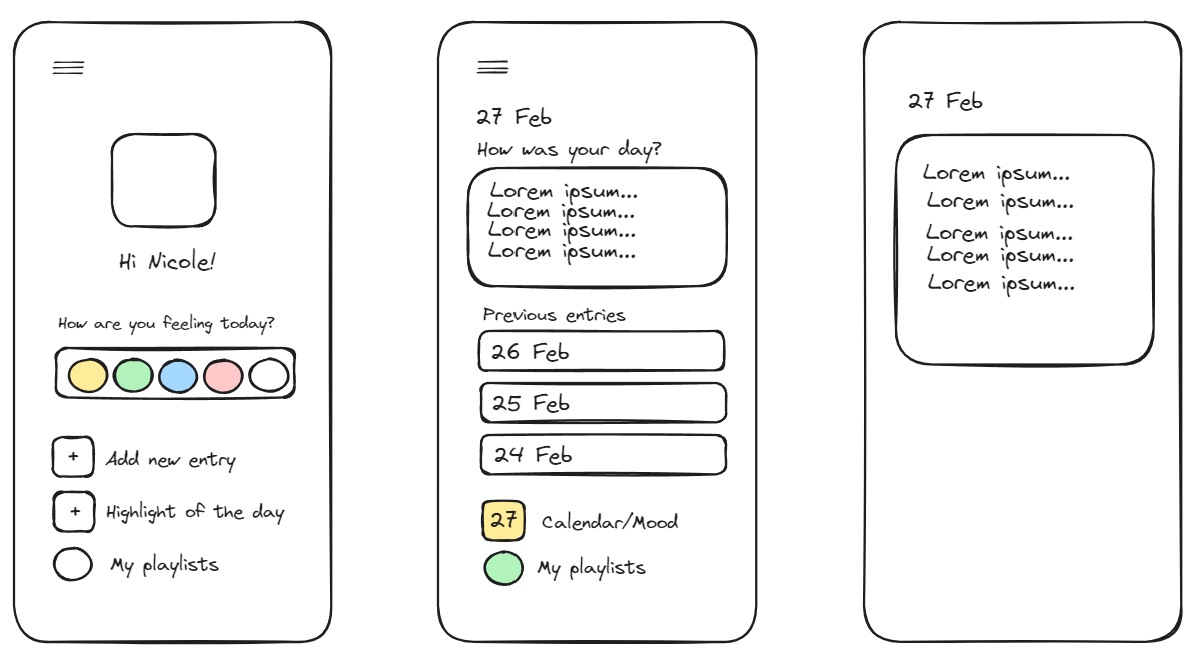 Hi Nicole!
How are you feeling today?
+ Add new entry
+ Highlight of the day
My playlists
27 Feb
How was your day?
Lorem ipsum...
Lorem ipsum...
Lorem ipsum...
Lorem ipsum...
Previous entries
26 Feb
25 Feb
24 Feb
27 Calendar/Mood
My playlists
27 Feb
Lorem ipsum...
Lorem ipsum...
Lorem ipsum...
Lorem ipsum...
Lorem ipsum...